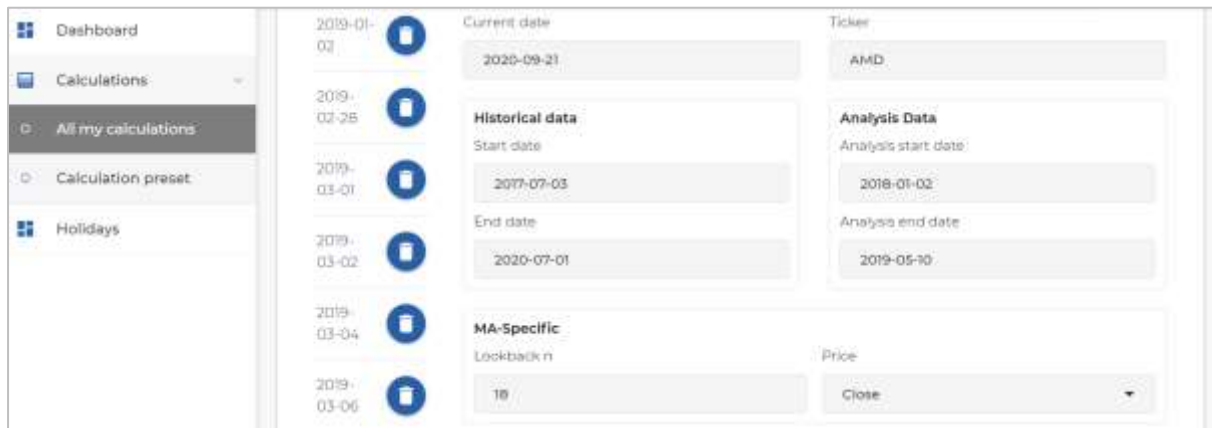 Dashboard
Calculations
All my calculations
Calculation preset
Holidays
2019-01-
02
2019-
02-28
2019-
03-01
2019-
03-02
2019-
03-04
2019-
03-06
Current date
2020-09-21
Ticker
AMD
Historical data
Start date
2017-07-03
End date
2020-07-01
Analysis Data
Analysis start date
2018-01-02
Analysis end date
2019-05-10
MA-Specific
Lookback n
18
Price
Close